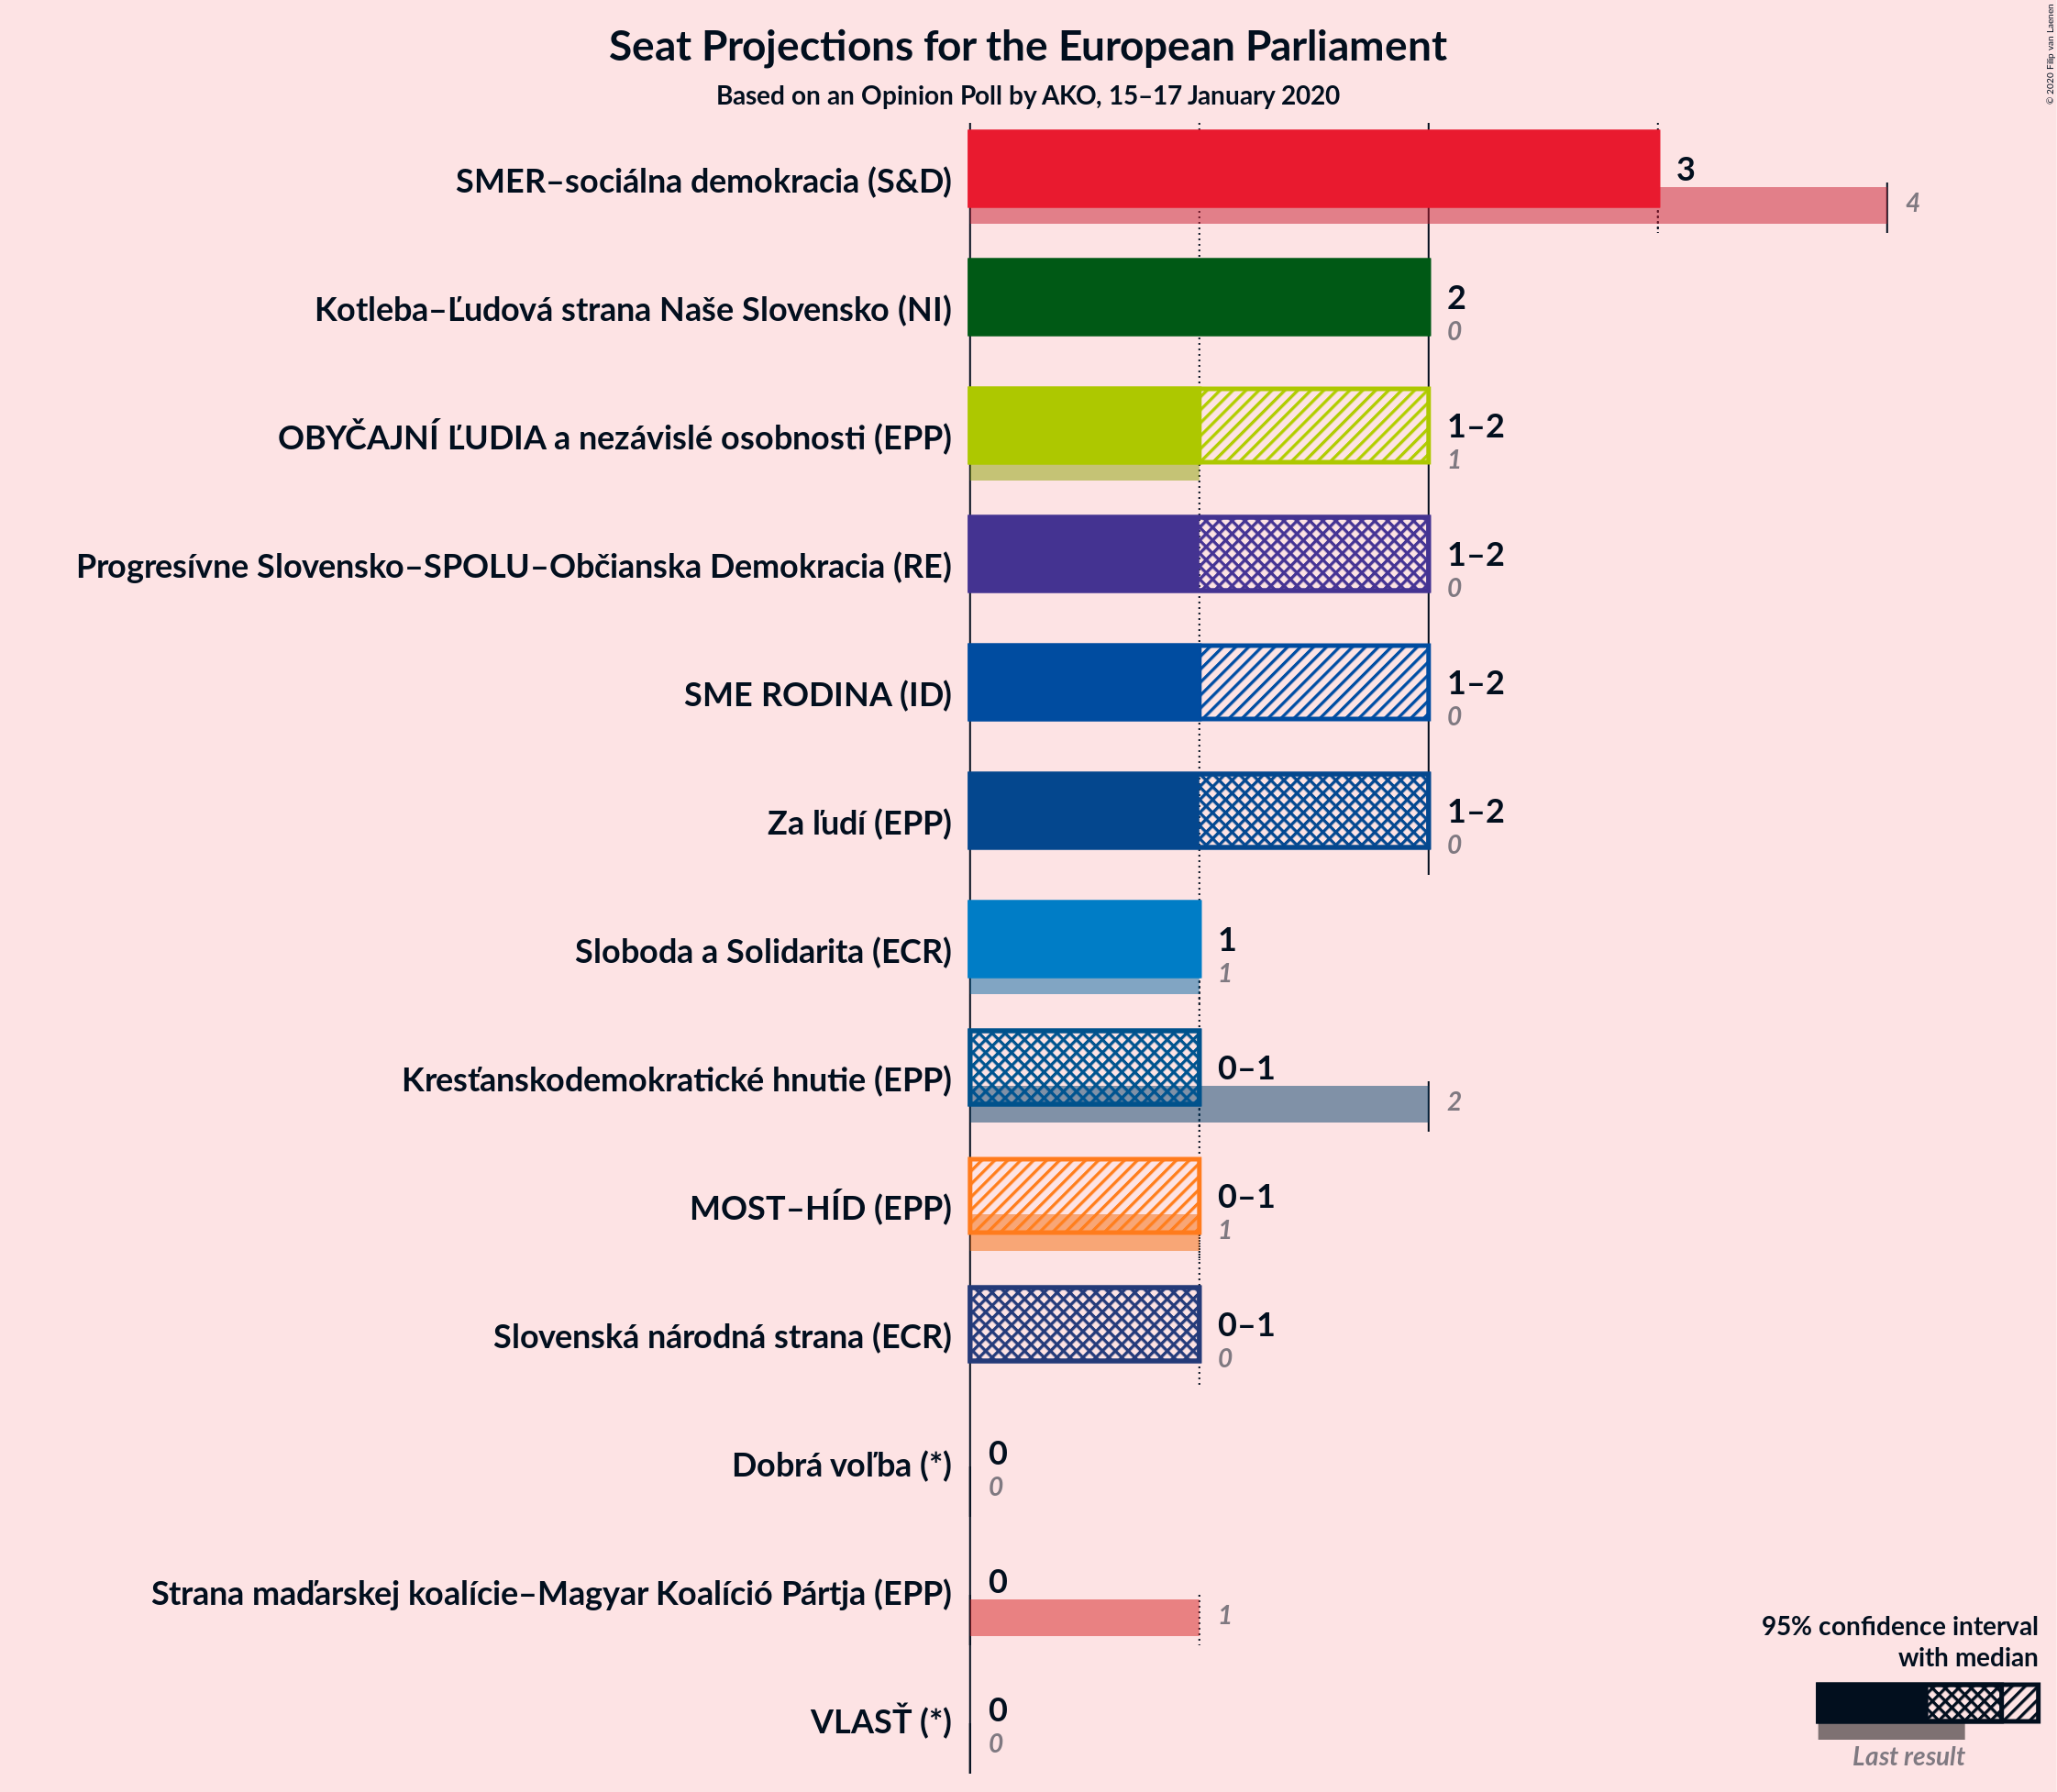 Seat Projections for the European Parliament
Based on an Opinion Poll by AKO, 15–17 January 2020
© 2020 Filip van Laenen
SMER–sociálna demokracia (S&D)
3
4
Kotleba–Ľudová strana Naše Slovensko (NI)
2
0
OBYČAJNÍ ĽUDIA a nezávislé osobnosti (EPP)
1–2
1
Progresívne Slovensko–SPOLU–Občianska Demokracia (RE)
1–2
0
SME RODINA (ID)
1–2
0
Za ľudí (EPP)
1–2
0
Sloboda a Solidarita (ECR)
1
1
Kresťanskodemokratické hnutie (EPP)
0–1
2
MOST–HÍD (EPP)
0–1
1
Slovenská národná strana (ECR)
0–1
0
Dobrá voľba (*)
0
0
Strana maďarskej koalície–Magyar Koalíció Pártja (EPP)
0
1
VLASŤ (*)
0
0
95% confidence interval
with median
Last result